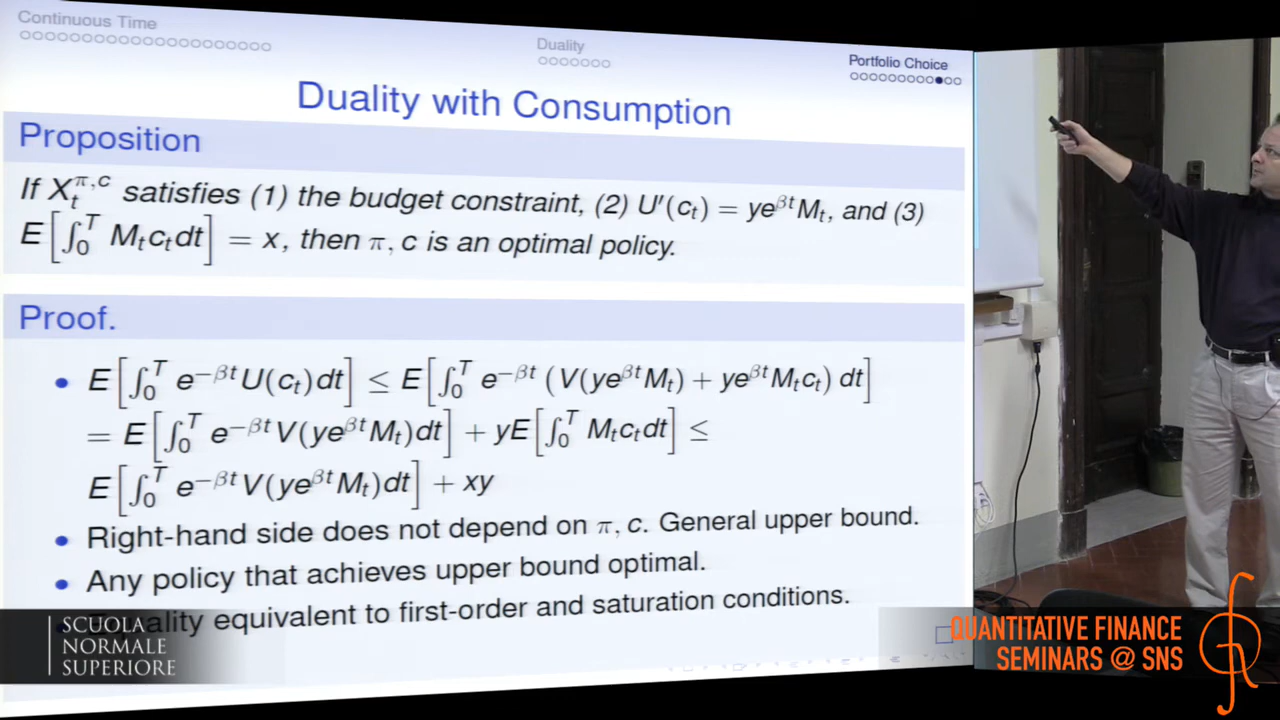 Continuous Time
Duality
Portfolio Choice
Duality with Consumption
Proposition
If X_t^{π,c} satisfies (1) the budget constraint, (2) U′(c_t) = ye^{βt}M_t, and (3)
E[∫_0^T M_t c_t dt] = x, then π, c is an optimal policy.
Proof.
• E[∫_0^T e^{−βt}U(c_t)dt] ≤ E[∫_0^T e^{−βt} (V(ye^{βt}M_t) + ye^{βt}M_t c_t) dt]
= E[∫_0^T e^{−βt}V(ye^{βt}M_t)dt] + yE[∫_0^T M_t c_t dt] ≤
E[∫_0^T e^{−βt}V(ye^{βt}M_t)dt] + xy
• Right-hand side does not depend on π, c. General upper bound.
• Any policy that achieves upper bound optimal.
• Equality equivalent to first-order and saturation conditions.
SCUOLA
NORMALE
SUPERIORE
QUANTITATIVE FINANCE
SEMINARS @ SNS